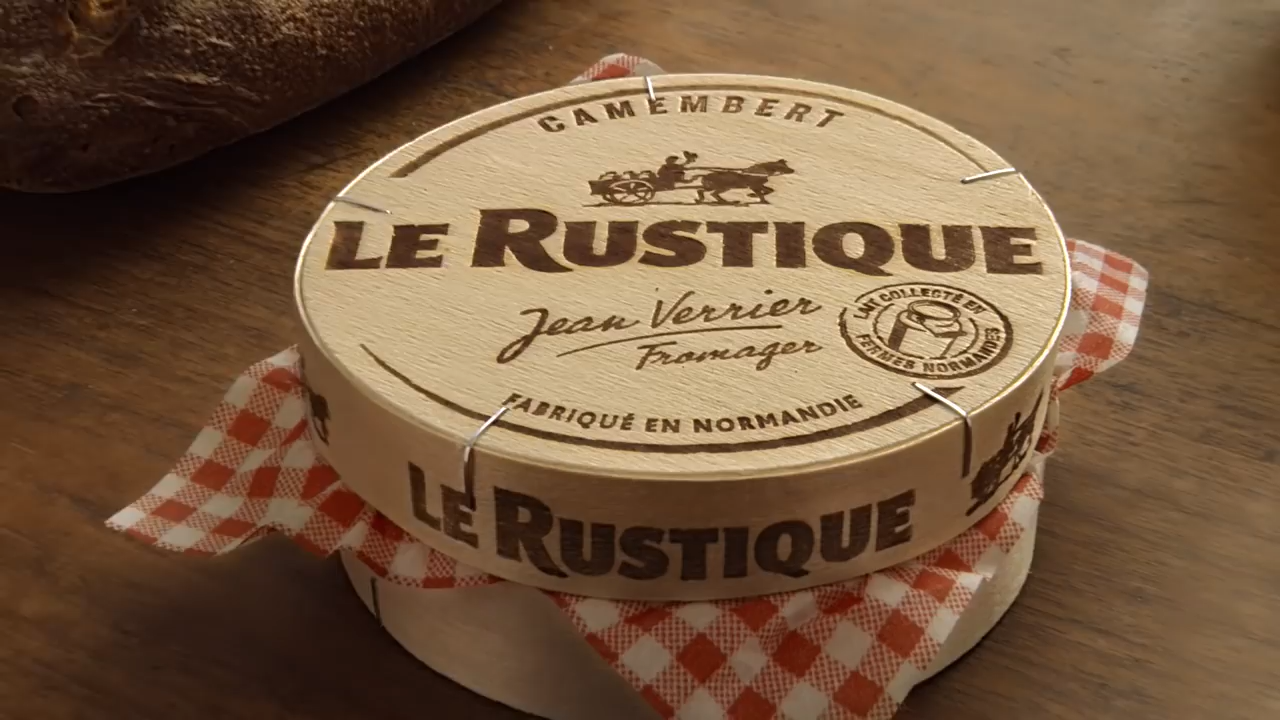 CAMEMBERT
LE RUSTIQUE
Jean Verrier
Fromager
LAIT COLLECTÉ EN
FERMES NORMANDES
FABRIQUÉ EN NORMANDIE
LE RUSTIQUE